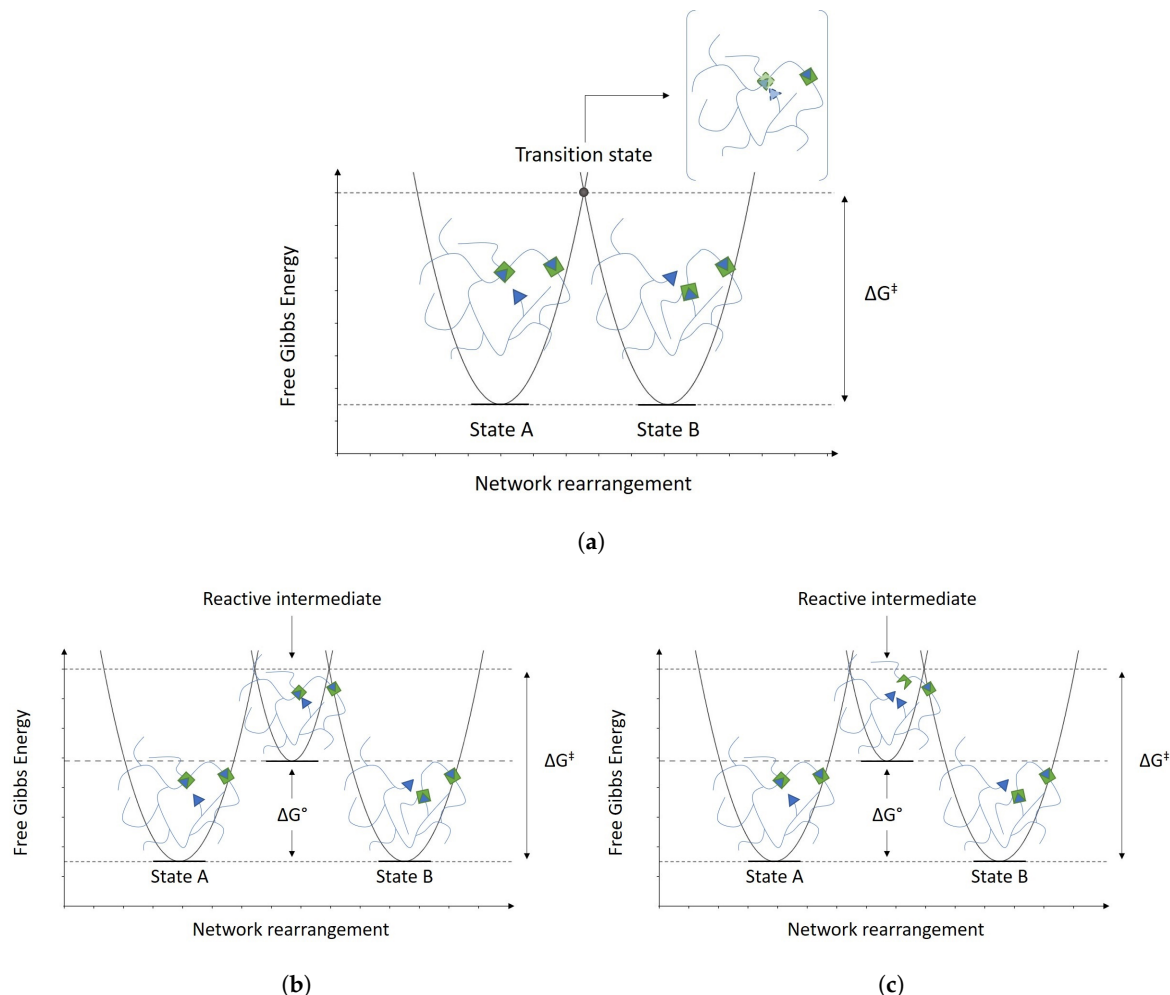 Transition state
Free Gibbs Energy
ΔG‡
State A
State B
Network rearrangement
(a)
Reactive intermediate
Free Gibbs Energy
ΔG‡
ΔG°
State A
State B
Network rearrangement
(b)
Reactive intermediate
Free Gibbs Energy
ΔG‡
ΔG°
State A
State B
Network rearrangement
(c)